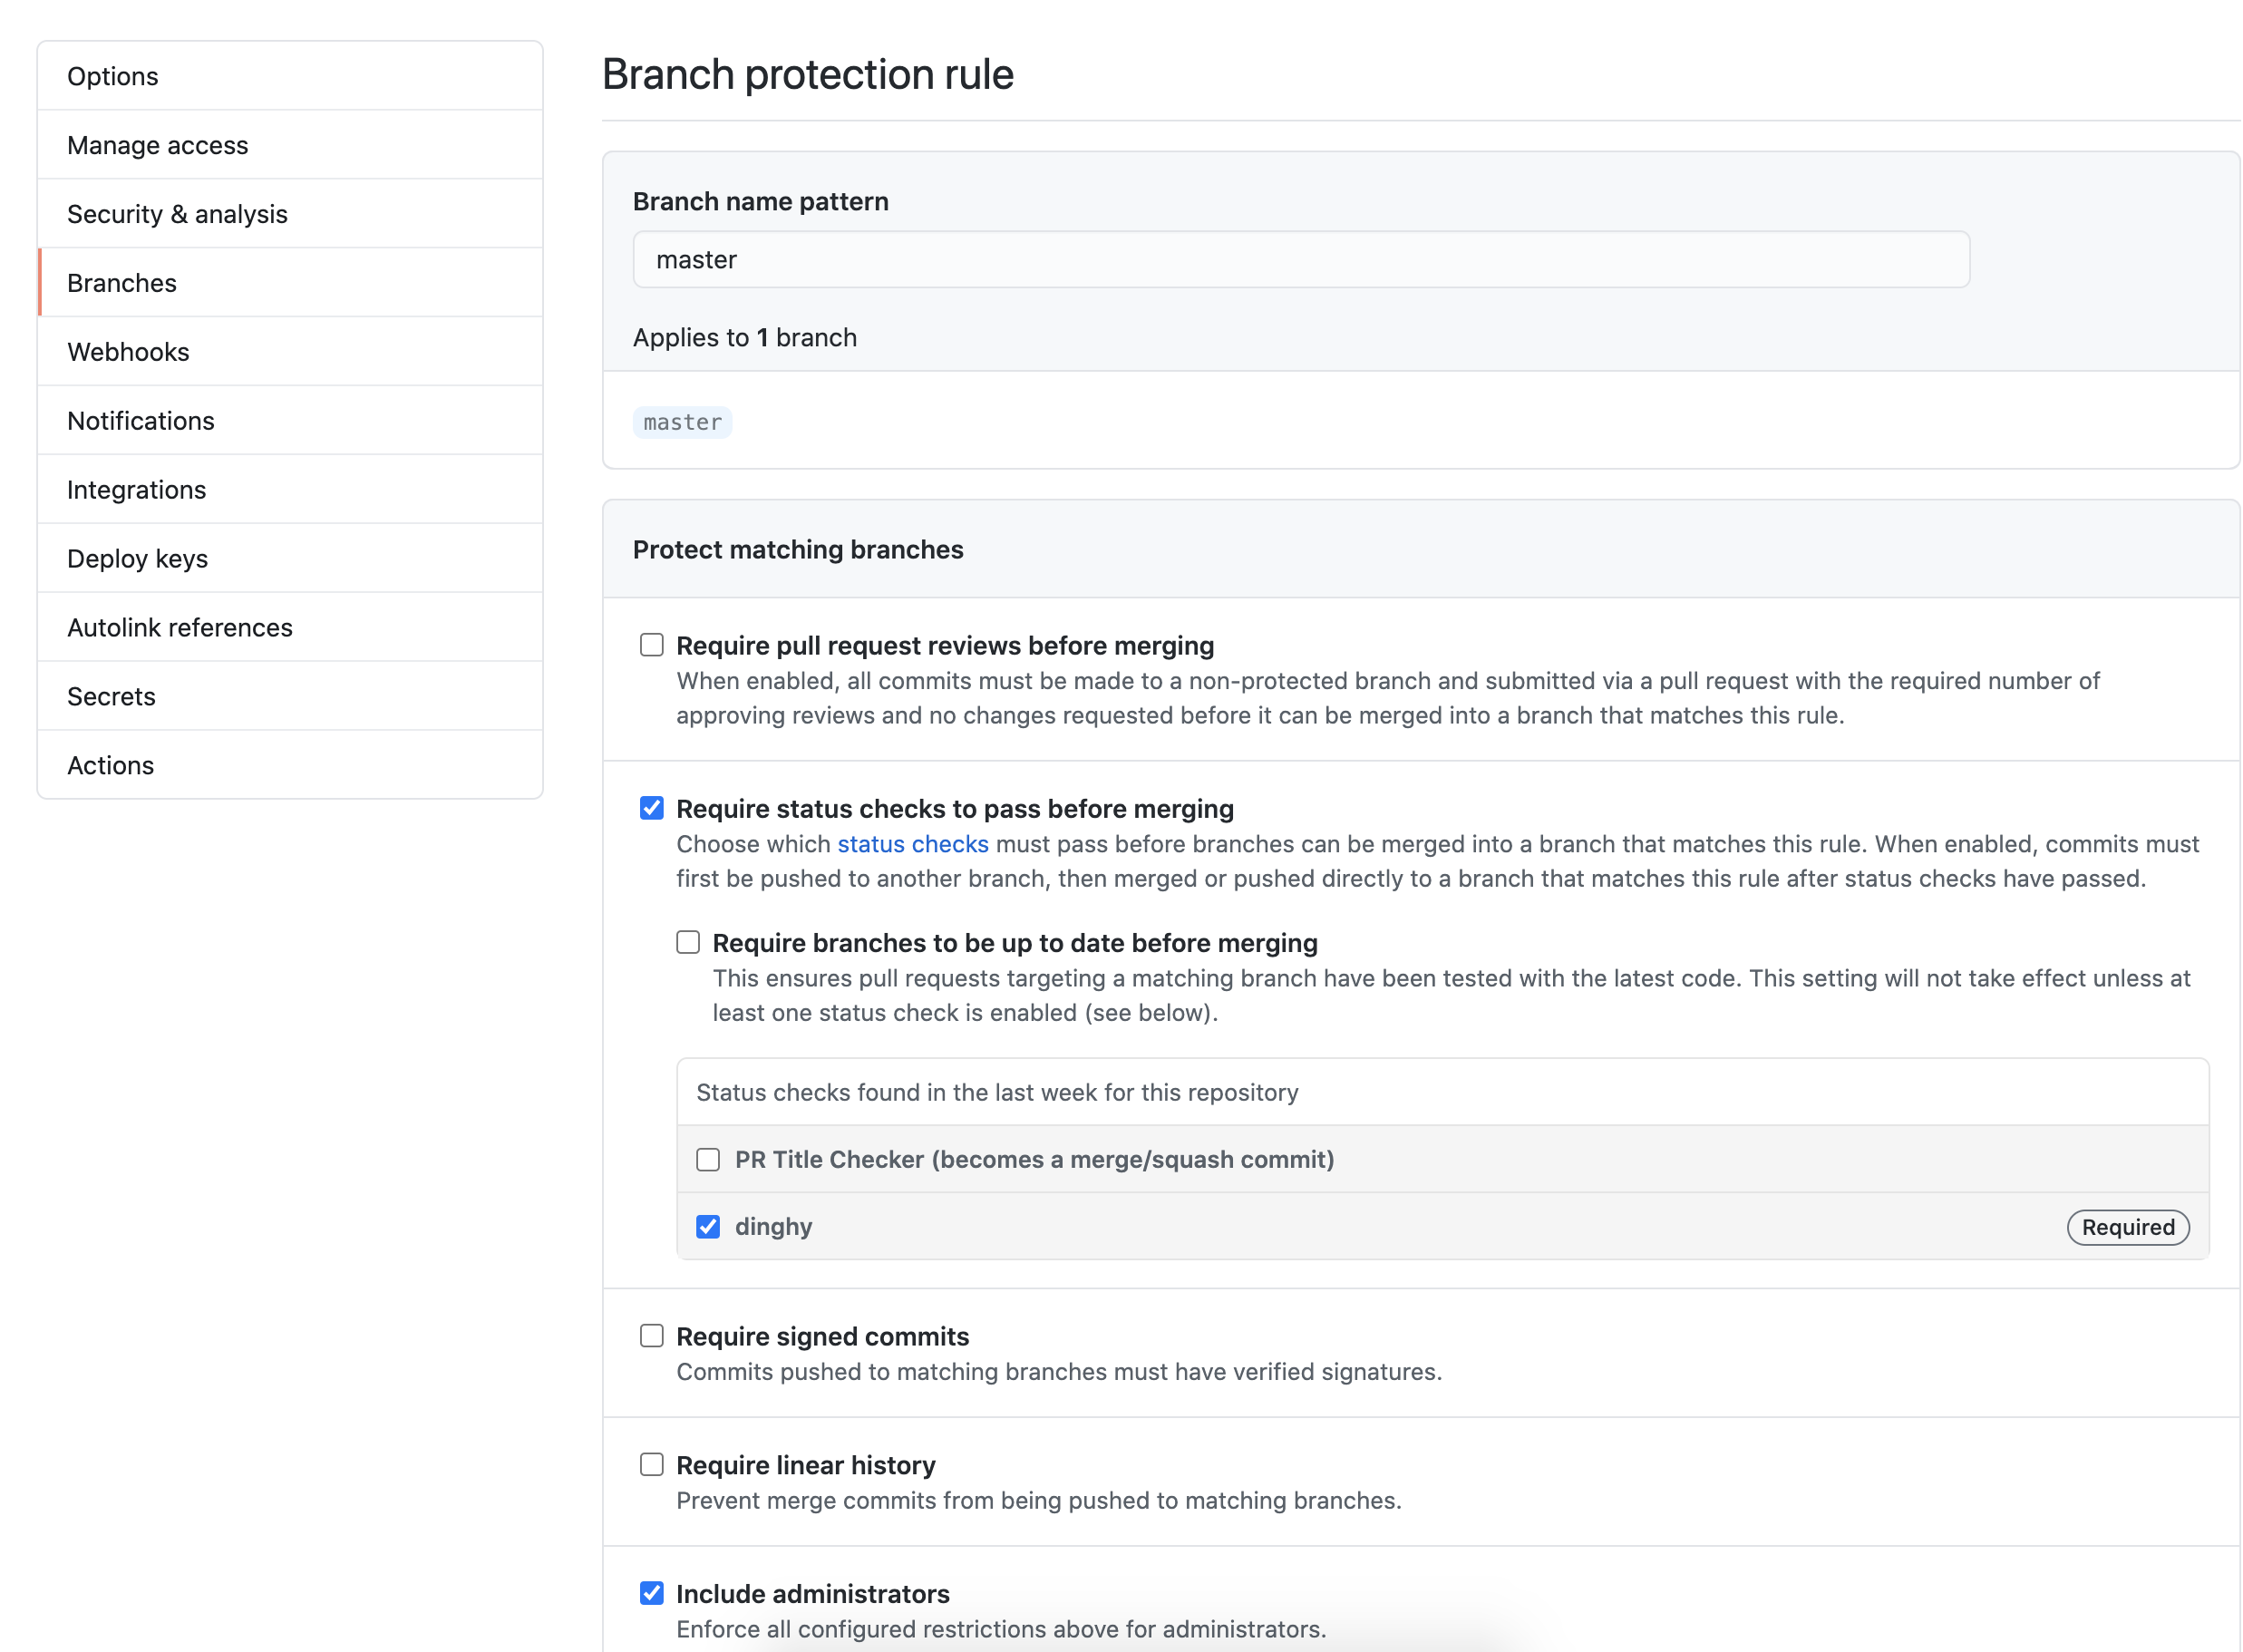 Options
Manage access
Security & analysis
Branches
Webhooks
Notifications
Integrations
Deploy keys
Autolink references
Secrets
Actions
Branch protection rule
Branch name pattern
master
Applies to 1 branch
master
Protect matching branches
Require pull request reviews before merging
When enabled, all commits must be made to a non-protected branch and submitted via a pull request with the required number of
approving reviews and no changes requested before it can be merged into a branch that matches this rule.
Require status checks to pass before merging
Choose which status checks must pass before branches can be merged into a branch that matches this rule. When enabled, commits must
first be pushed to another branch, then merged or pushed directly to a branch that matches this rule after status checks have passed.
Require branches to be up to date before merging
This ensures pull requests targeting a matching branch have been tested with the latest code. This setting will not take effect unless at
least one status check is enabled (see below).
Status checks found in the last week for this repository
PR Title Checker (becomes a merge/squash commit)
dinghy Required
Require signed commits
Commits pushed to matching branches must have verified signatures.
Require linear history
Prevent merge commits from being pushed to matching branches.
Include administrators
Enforce all configured restrictions above for administrators.